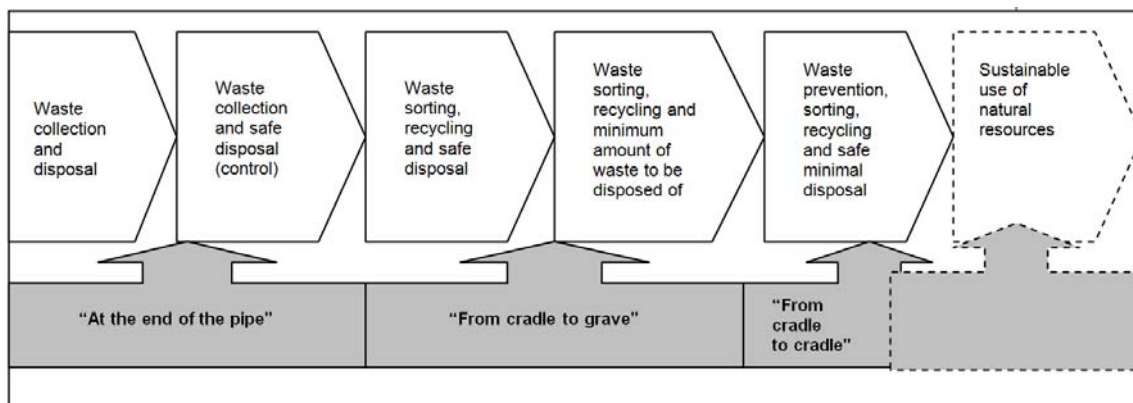 Waste
collection
and
disposal
Waste
collection
and safe
disposal
(control)
Waste
sorting,
recycling
and safe
disposal
Waste
sorting,
recycling and
minimum
amount of
waste to be
disposed of
Waste
prevention,
sorting,
recycling
and safe
minimal
disposal
Sustainable
use of
natural
resources
“At the end of the pipe”
“From cradle to grave”
“From
cradle
to cradle”